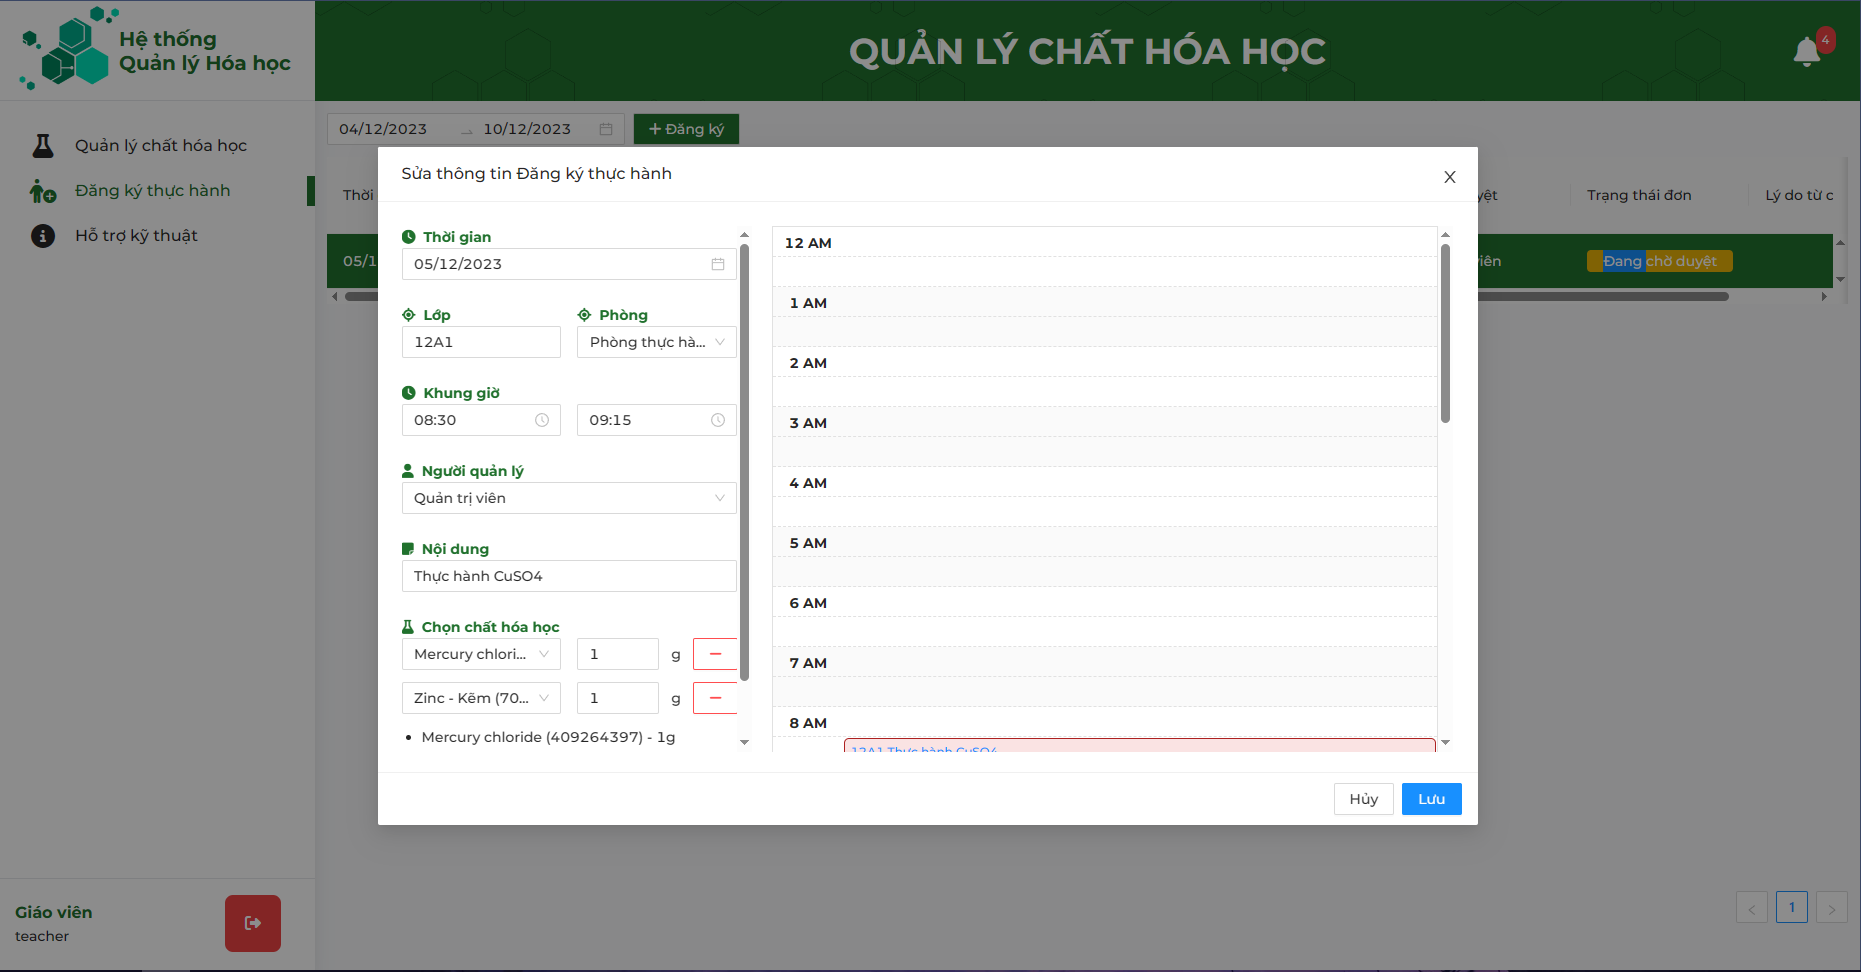 Hệ thống
Quản lý Hóa học
QUẢN LÝ CHẤT HÓA HỌC
4
Quản lý chất hóa học
Đăng ký thực hành
Hỗ trợ kỹ thuật
04/12/2023 → 10/12/2023
+ Đăng ký
Thời
Trạng thái đơn
Lý do từ c
05/1
viên
Đang chờ duyệt
Sửa thông tin Đăng ký thực hành
X
Thời gian
05/12/2023
Lớp
Phòng
12A1
Phòng thực hà...
Khung giờ
08:30
09:15
Người quản lý
Quản trị viên
Nội dung
Thực hành CuSO4
Chọn chất hóa học
Mercury chlori...
1
g
Zinc - Kẽm (70...
1
g
• Mercury chloride (409264397) - 1g
12 AM
1 AM
2 AM
3 AM
4 AM
5 AM
6 AM
7 AM
8 AM
12A1 Thực hành CuSO4
Hủy
Lưu
Giáo viên
teacher
< 1 >